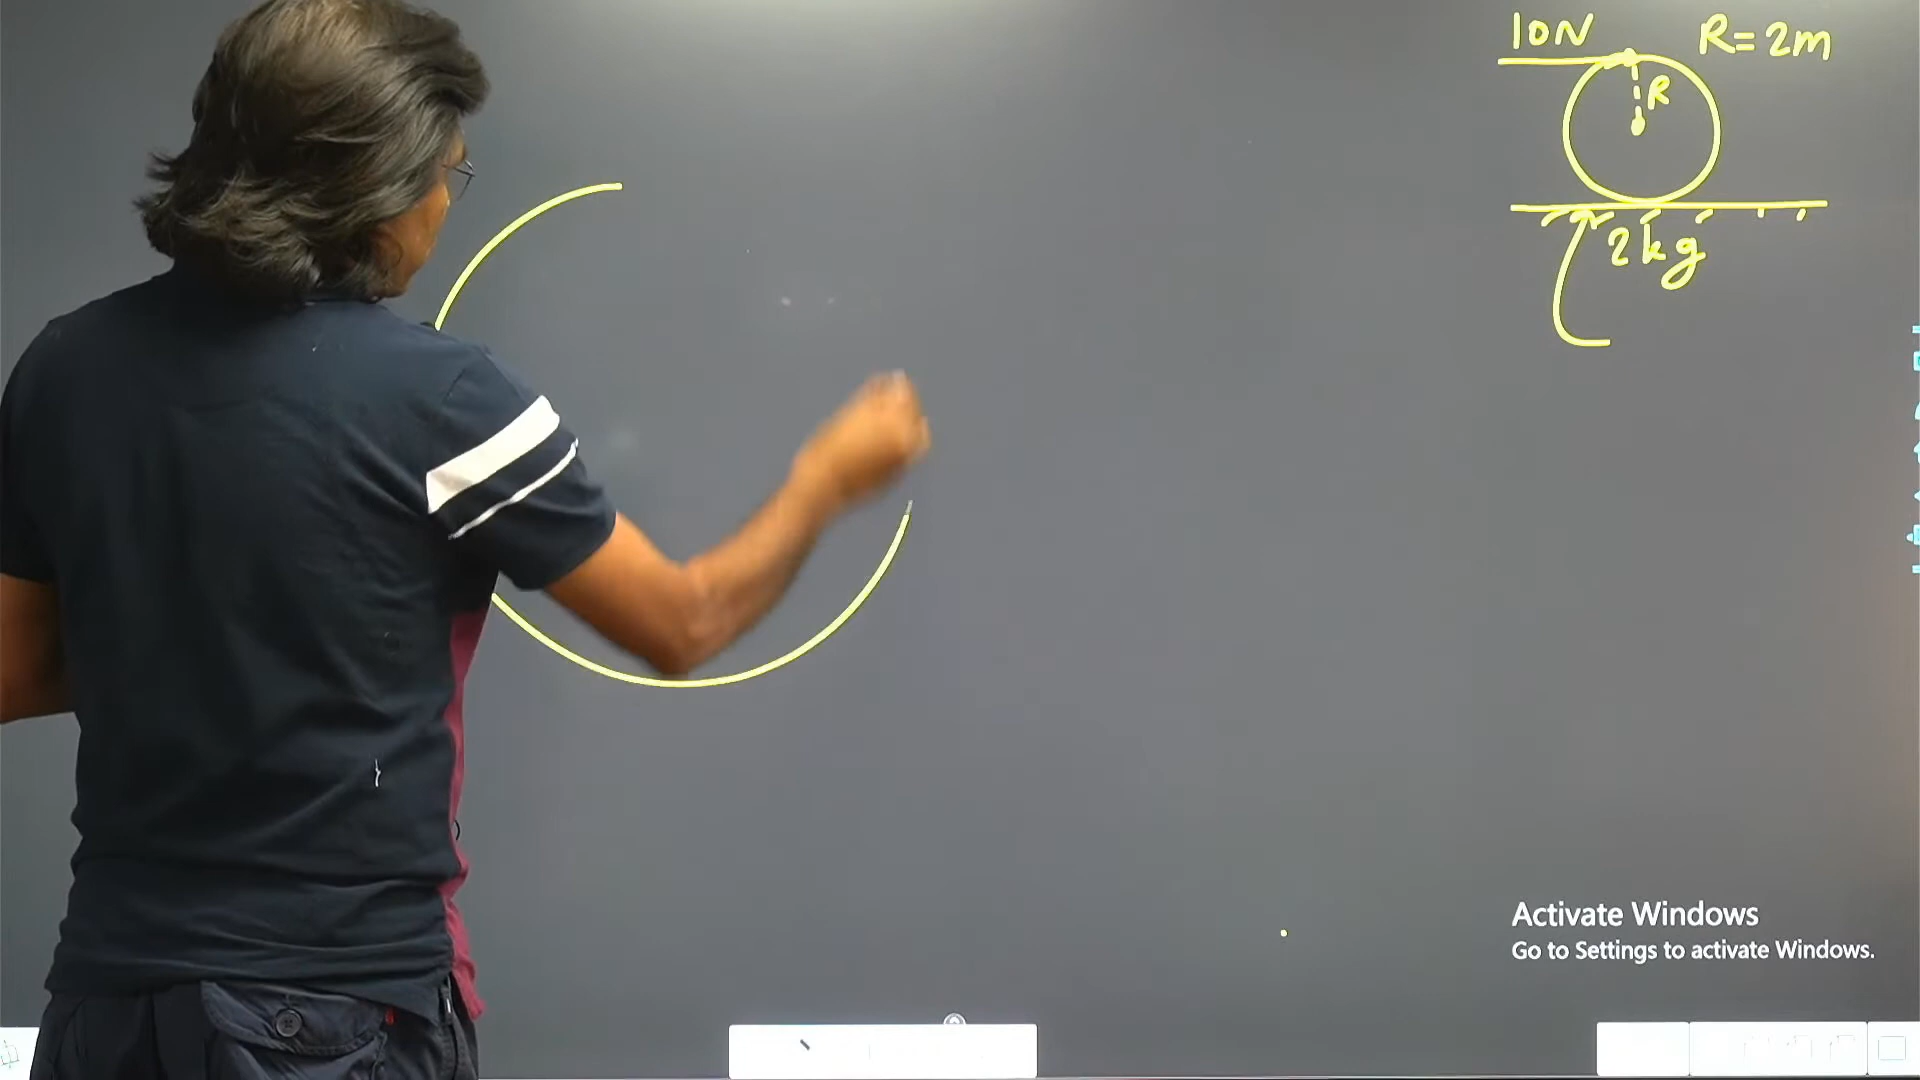 10N R=2m
R
2kg
Activate Windows
Go to Settings to activate Windows.